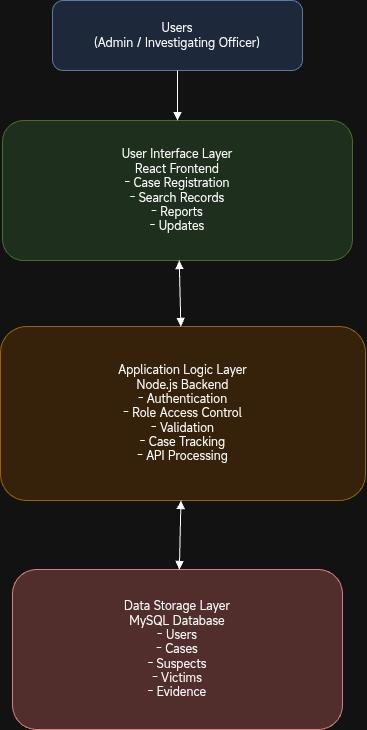 Users
(Admin / Investigating Officer)
User Interface Layer
React Frontend
- Case Registration
- Search Records
- Reports
- Updates
Application Logic Layer
Node.js Backend
- Authentication
- Role Access Control
- Validation
- Case Tracking
- API Processing
Data Storage Layer
MySQL Database
- Users
- Cases
- Suspects
- Victims
- Evidence